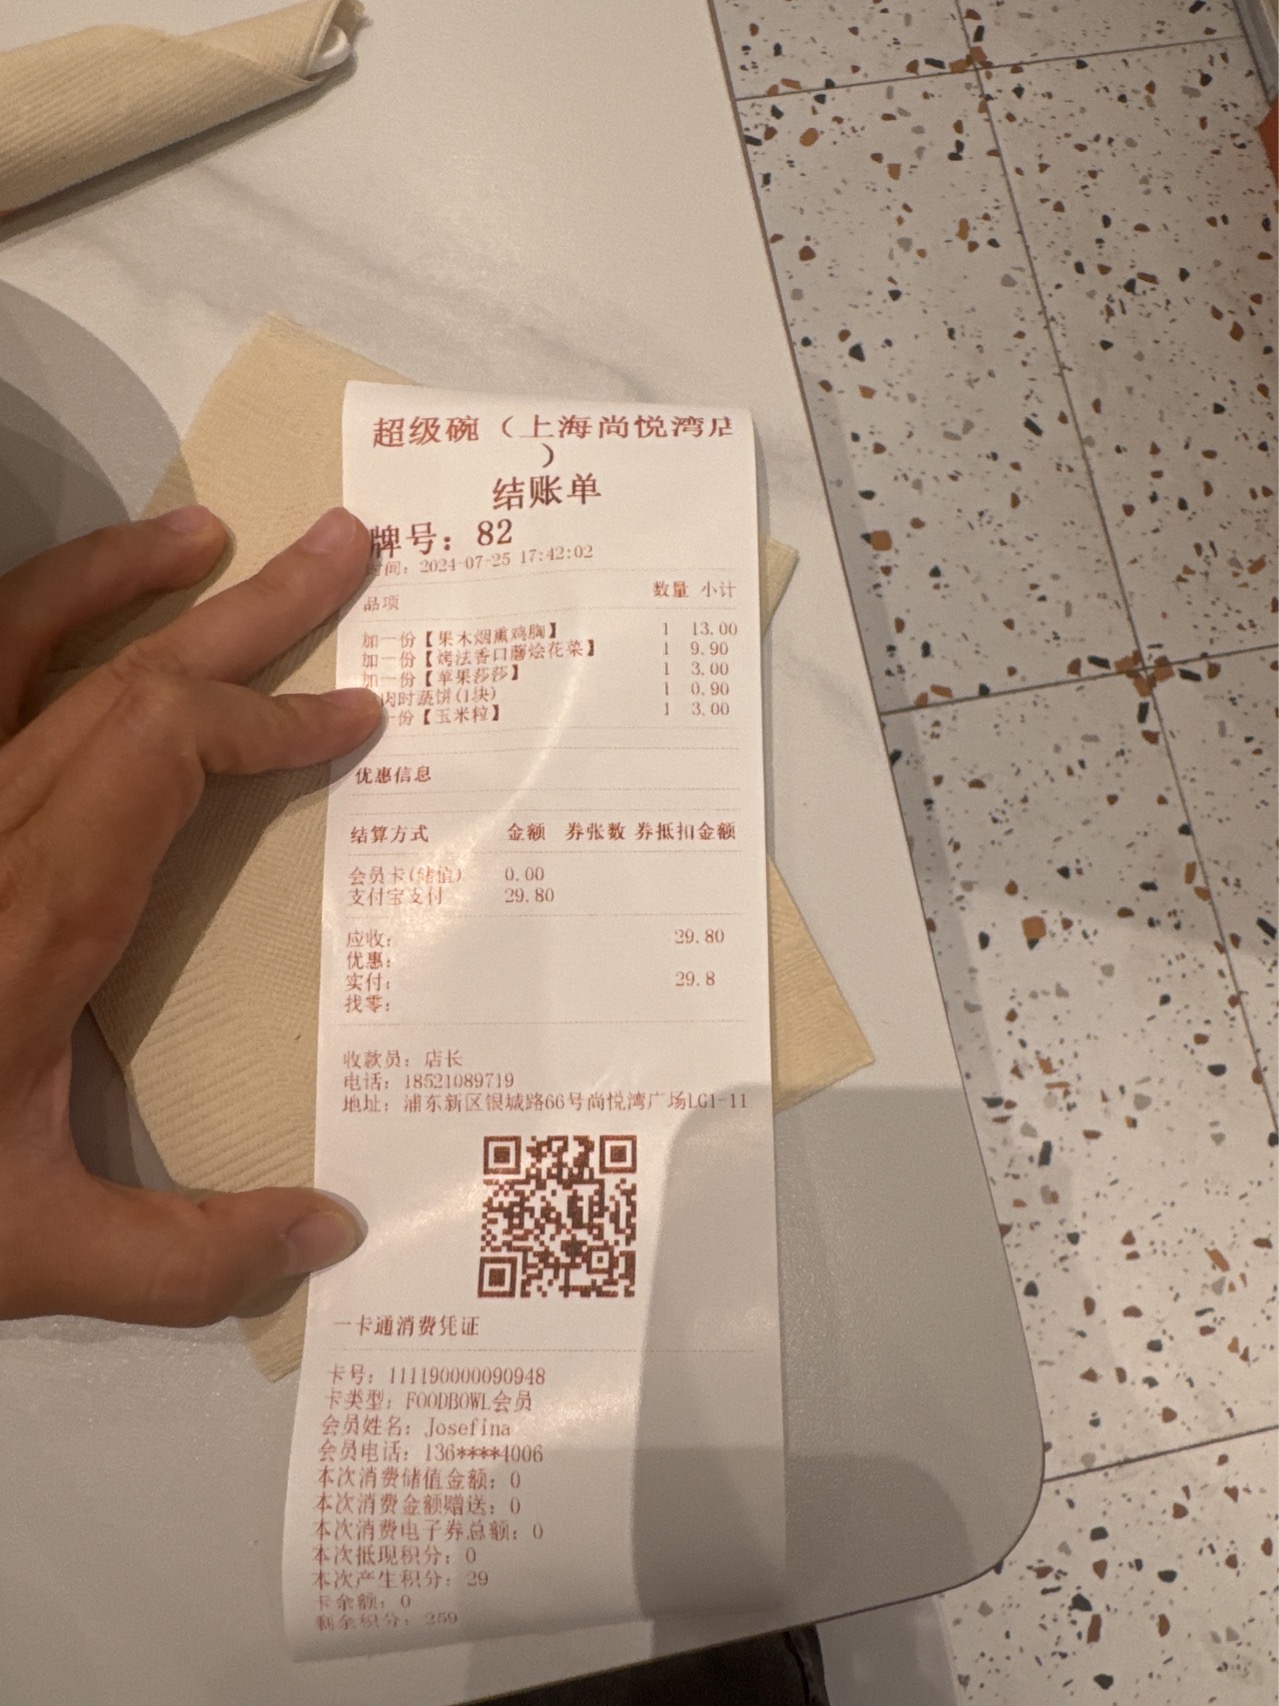 超级碗（上海尚悦湾店
）
结账单
牌号：82
时间：2024-07-25 17:42:02
品项 数量 小计
加一份【果木烟熏鸡胸】 1 13.00
加一份【烤法香口蘑烩花菜】 1 9.90
加一份【苹果莎莎】 1 3.00
时蔬饼(1块) 1 0.90
一份【玉米粒】 1 3.00
优惠信息
结算方式 金额 券张数 券抵扣金额
会员卡(储值) 0.00
支付宝支付 29.80
应收： 29.80
优惠：
实付： 29.8
找零：
收款员：店长
电话：18521089719
地址：浦东新区银城路66号尚悦湾广场LG1-11
一卡通消费凭证
卡号：111190000090948
卡类型：FOODBOWL会员
会员姓名：Josefina
会员电话：136****4006
本次消费储值金额：0
本次消费金额赠送：0
本次消费电子券总额：0
本次抵现积分：0
本次产生积分：29
卡余额：0
剩余积分：259